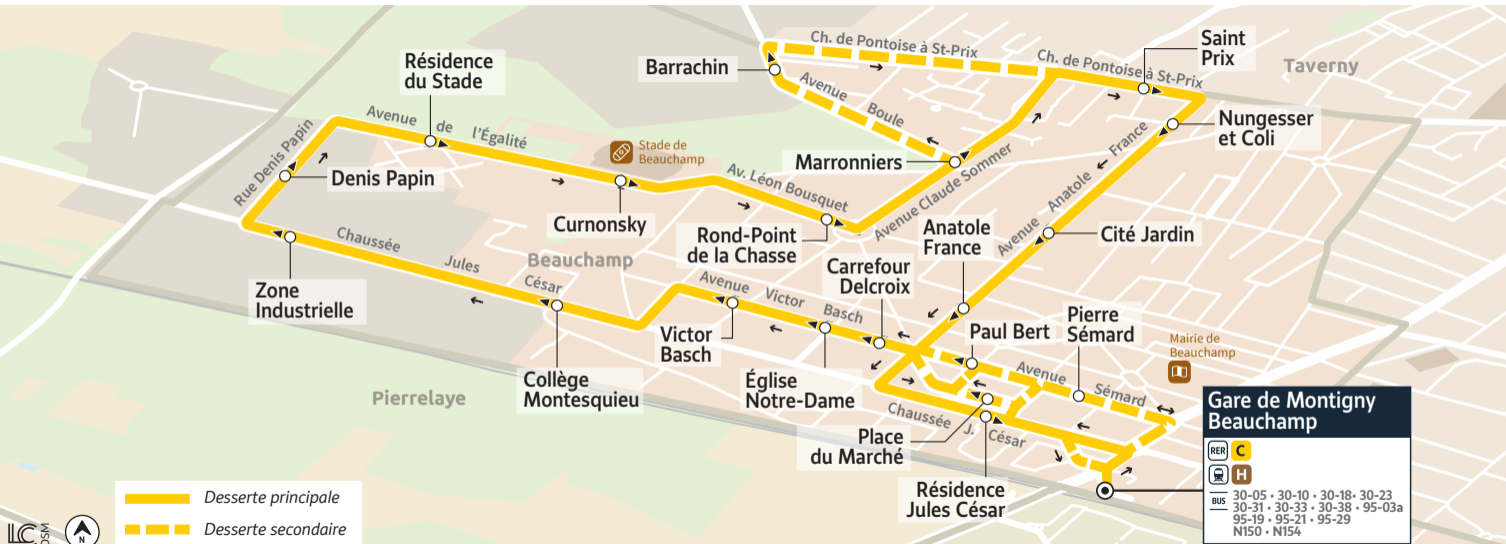 Ch. de Pontoise à St-Prix
Ch. de Pontoise à St-Prix
Saint
Prix
Taverny
Résidence
du Stade
Barrachin
Avenue Boule
Nungesser
et Coli
Avenue de l'Égalité
Stade de
Beauchamp
Rue Denis Papin
Denis Papin
Marronniers
Avenue Claude Sommer
Av. Léon Bousquet
Avenue Anatole France
Curnonsky
Rond-Point
de la Chasse
Anatole
France
Cité Jardin
Chaussée Jules César
Beauchamp
Carrefour
Delcroix
Zone
Industrielle
Avenue Victor Basch
Victor
Basch
Paul Bert
Pierre
Sémard
Mairie de
Beauchamp
Avenue Sémard
Collège
Montesquieu
Église
Notre-Dame
Pierrelaye
Chaussée J. César
Place
du Marché
Résidence
Jules César
Gare de Montigny
Beauchamp
RER C
H
BUS
30-05 • 30-10 • 30-18 • 30-23
30-31 • 30-33 • 30-38 • 95-03a
95-19 • 95-21 • 95-29
N150 • N154
Desserte principale
Desserte secondaire
LC
OSM
N